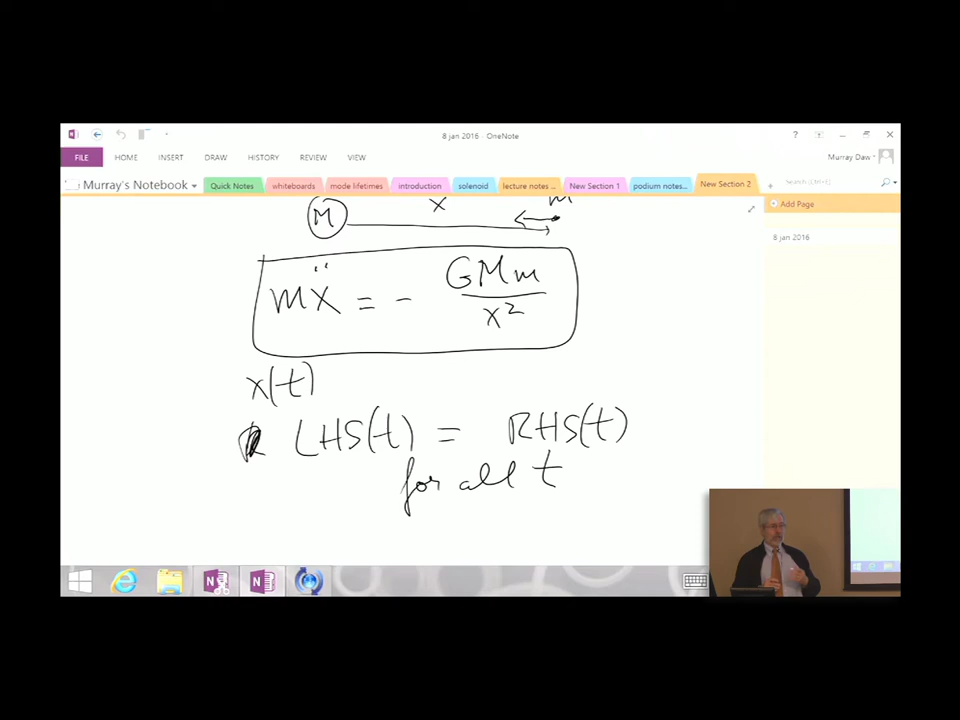 8 jan 2016 - OneNote
FILE HOME INSERT DRAW HISTORY REVIEW VIEW
Murray Daw
Murray's Notebook
Quick Notes whiteboards mode lifetimes introduction solenoid lecture notes ... New Section 1 podium notes... New Section 2
Search (Ctrl+E)
Add Page
8 jan 2016
M x m
mẍ = - GMm/x²
x(t)
LHS(t) = RHS(t)
for all t